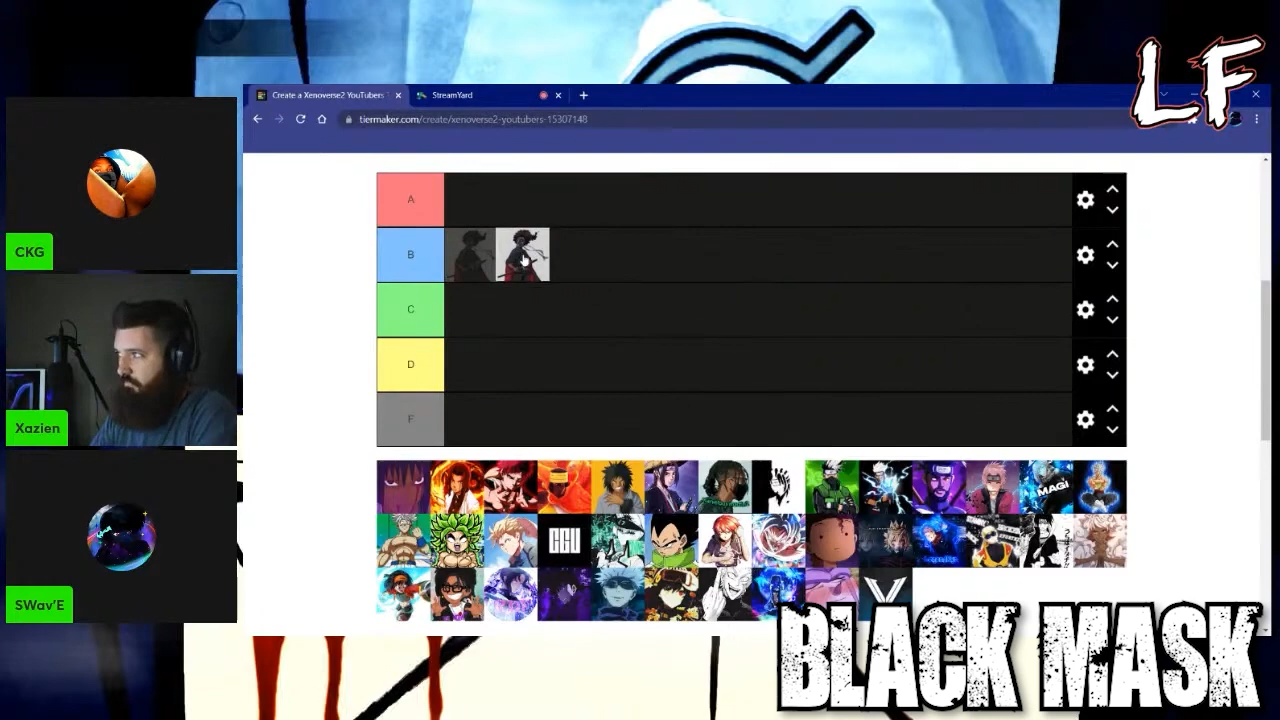 LF
Create a Xenoverse2 YouTubers
StreamYard
tiermaker.com/create/xenoverse2-youtubers-15307148
A
B
C
D
F
CKG
Xazien
SWav'E
MAGI
CGU
BLACK MASK